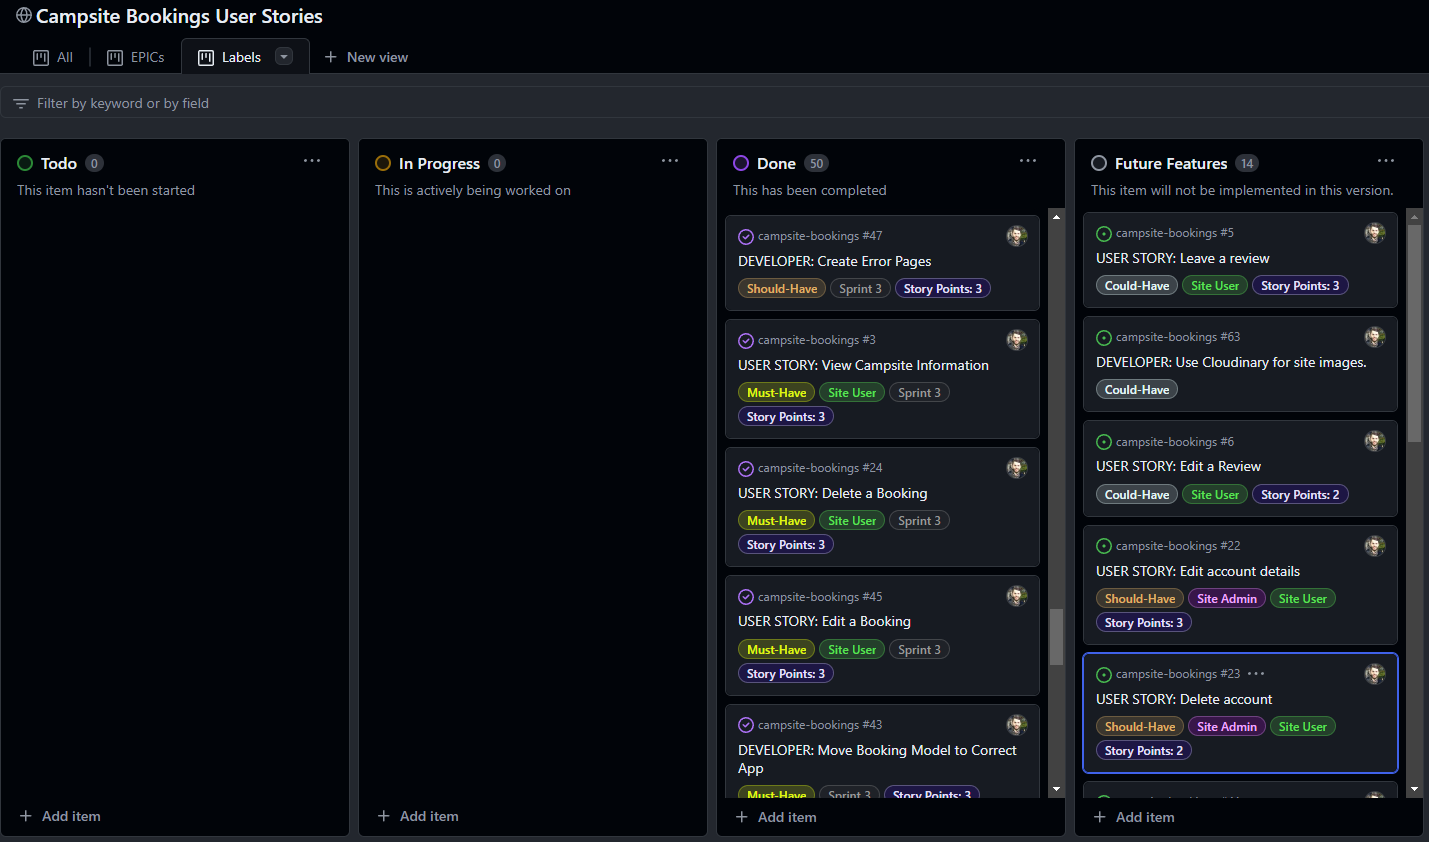 Campsite Bookings User Stories
All
EPICs
Labels
New view
Filter by keyword or by field
Todo 0
This item hasn't been started
Add item
In Progress 0
This is actively being worked on
Add item
Done 50
This has been completed
campsite-bookings #47
DEVELOPER: Create Error Pages
Should-Have Sprint 3 Story Points: 3
campsite-bookings #3
USER STORY: View Campsite Information
Must-Have Site User Sprint 3
Story Points: 3
campsite-bookings #24
USER STORY: Delete a Booking
Must-Have Site User Sprint 3
Story Points: 3
campsite-bookings #45
USER STORY: Edit a Booking
Must-Have Site User Sprint 3
Story Points: 3
campsite-bookings #43
DEVELOPER: Move Booking Model to Correct
App
Must-Have Sprint 3 Story Points: 3
Add item
Future Features 14
This item will not be implemented in this version.
campsite-bookings #5
USER STORY: Leave a review
Could-Have Site User Story Points: 3
campsite-bookings #63
DEVELOPER: Use Cloudinary for site images.
Could-Have
campsite-bookings #6
USER STORY: Edit a Review
Could-Have Site User Story Points: 2
campsite-bookings #22
USER STORY: Edit account details
Should-Have Site Admin Site User
Story Points: 3
campsite-bookings #23
USER STORY: Delete account
Should-Have Site Admin Site User
Story Points: 2
Add item